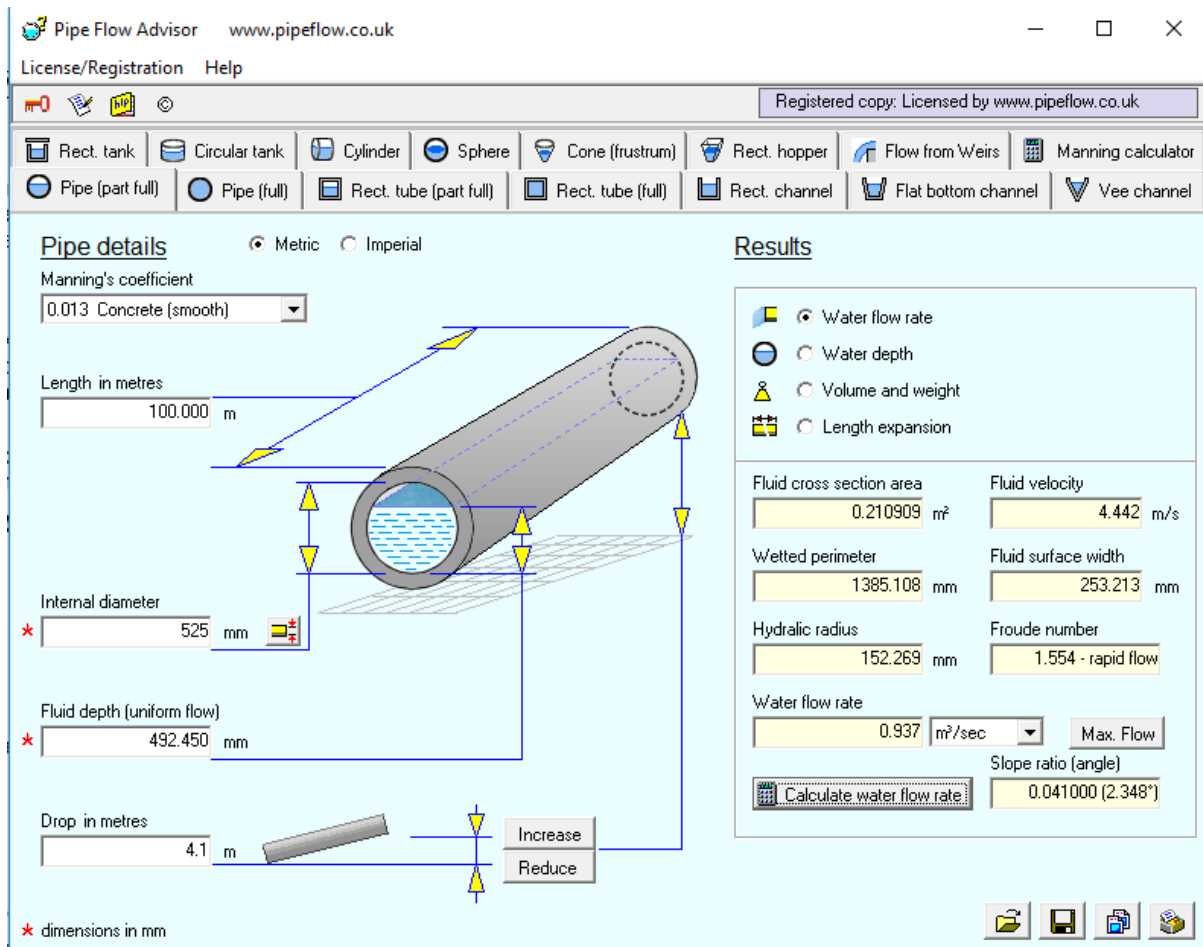 Pipe Flow Advisor www.pipeflow.co.uk
License/Registration Help
Registered copy: Licensed by www.pipeflow.co.uk
Rect. tank Circular tank Cylinder Sphere Cone (frustrum) Rect. hopper Flow from Weirs Manning calculator
Pipe (part full) Pipe (full) Rect. tube (part full) Rect. tube (full) Rect. channel Flat bottom channel Vee channel
Pipe details Metric Imperial
Manning's coefficient
0.013 Concrete (smooth)
Length in metres
100.000 m
Internal diameter
* 525 mm
Fluid depth (uniform flow)
* 492.450 mm
Drop in metres
4.1 m
Increase
Reduce
* dimensions in mm
Results
Water flow rate
Water depth
Volume and weight
Length expansion
Fluid cross section area Fluid velocity
0.210909 m² 4.442 m/s
Wetted perimeter Fluid surface width
1385.108 mm 253.213 mm
Hydralic radius Froude number
152.269 mm 1.554 - rapid flow
Water flow rate
0.937 m³/sec Max. Flow
Slope ratio (angle)
Calculate water flow rate 0.041000 (2.348°)